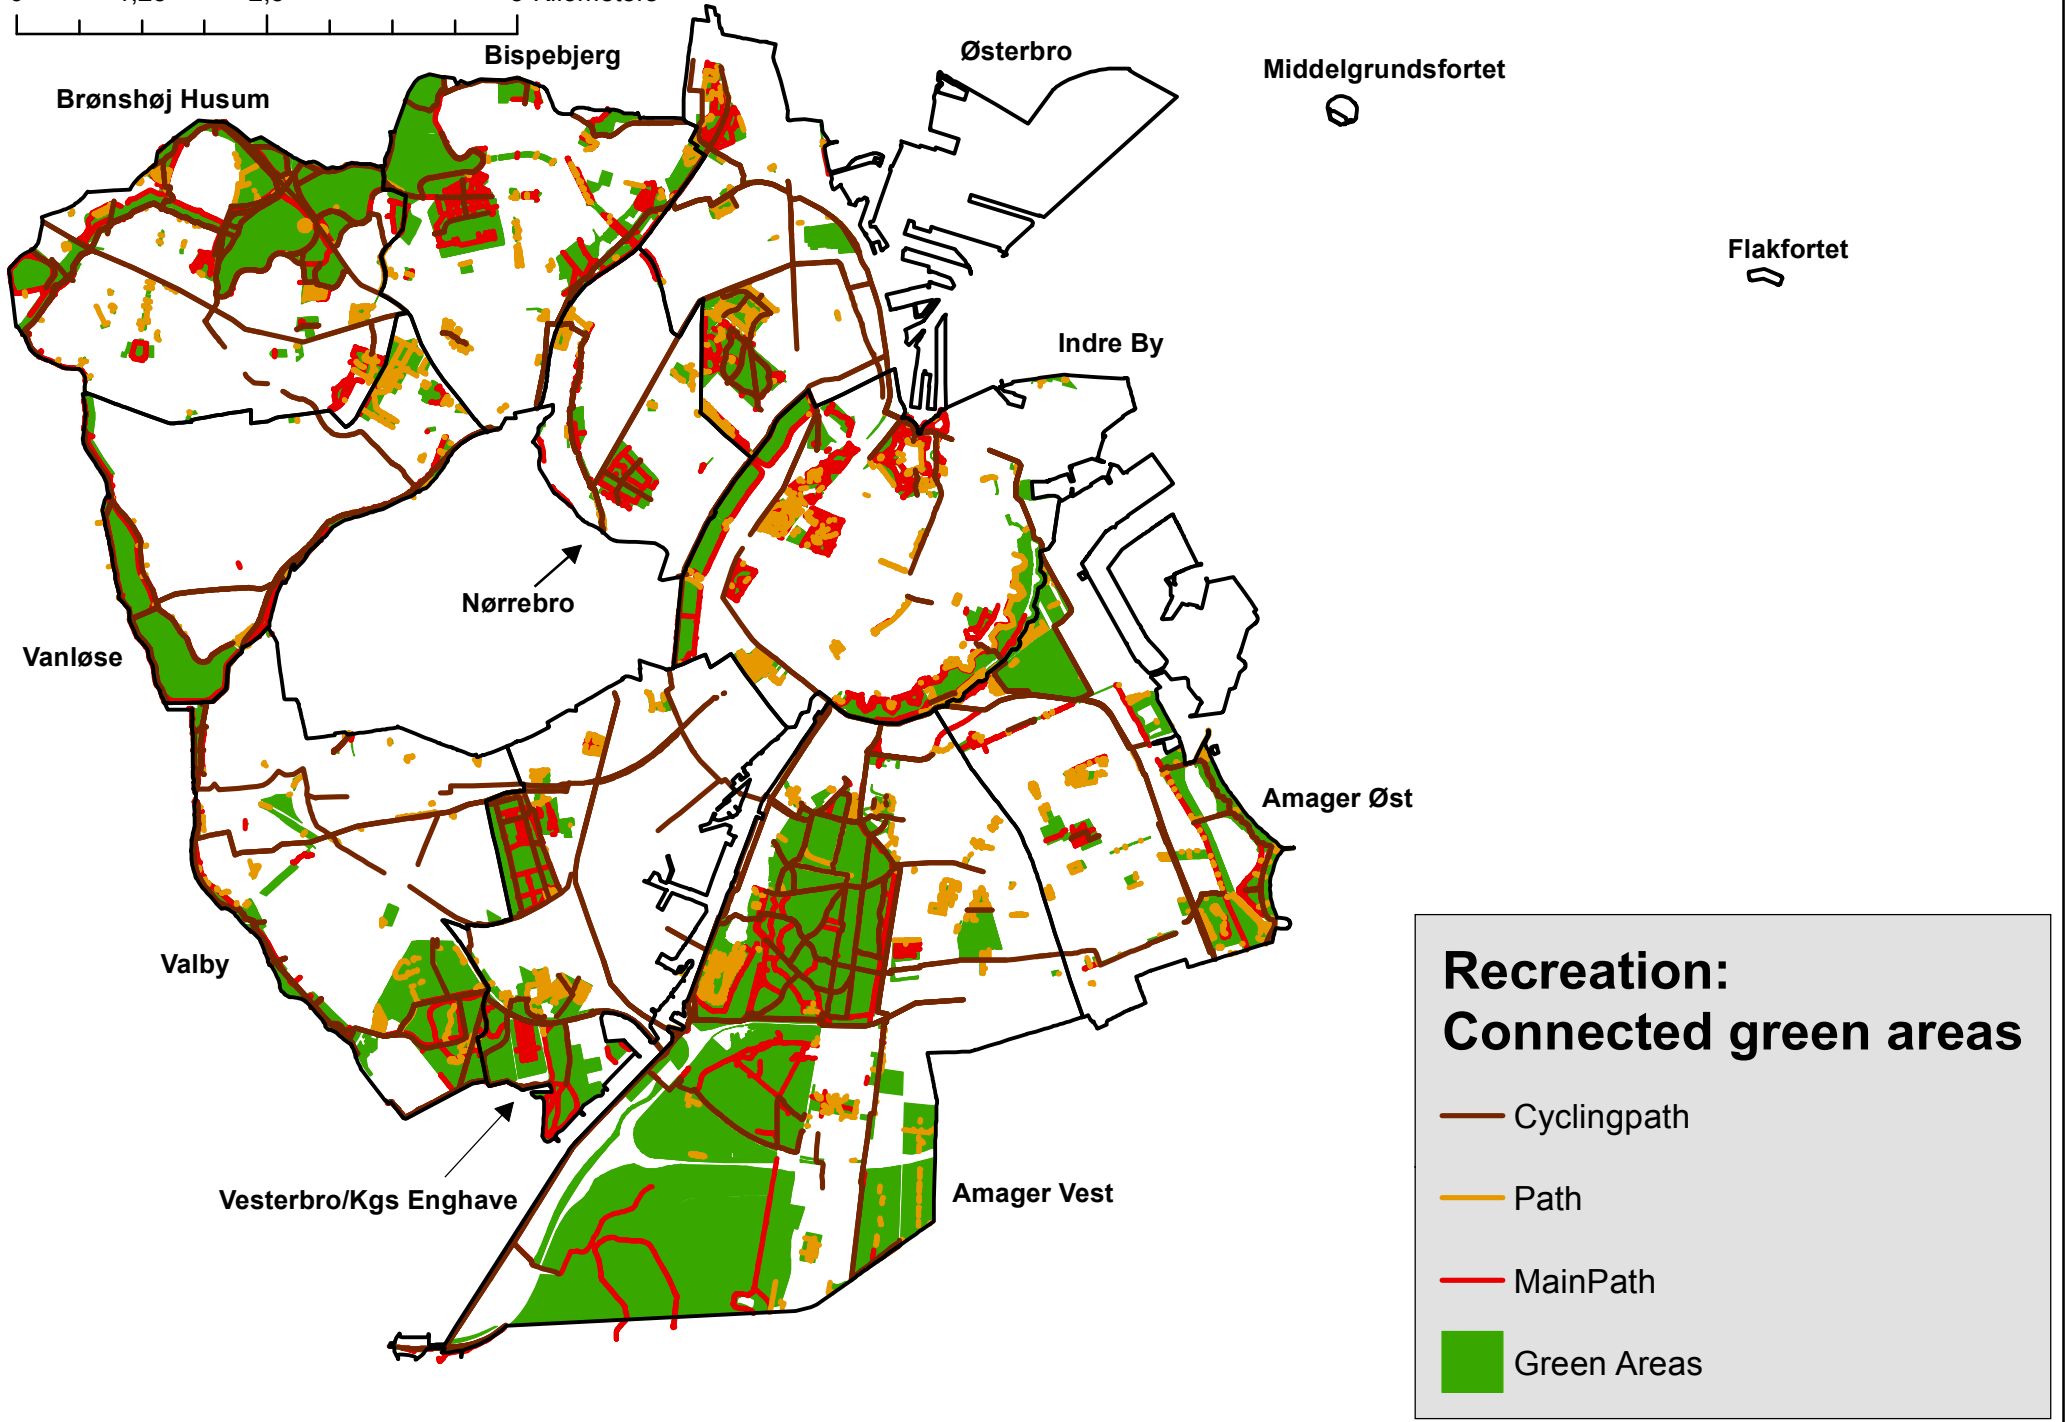 Bispebjerg
Østerbro
Middelgrundsfortet
Brønshøj Husum
Flakfortet
Indre By
Nørrebro
Vanløse
Amager Øst
Valby
Vesterbro/Kgs Enghave
Amager Vest
Recreation:
Connected green areas
Cyclingpath
Path
MainPath
Green Areas